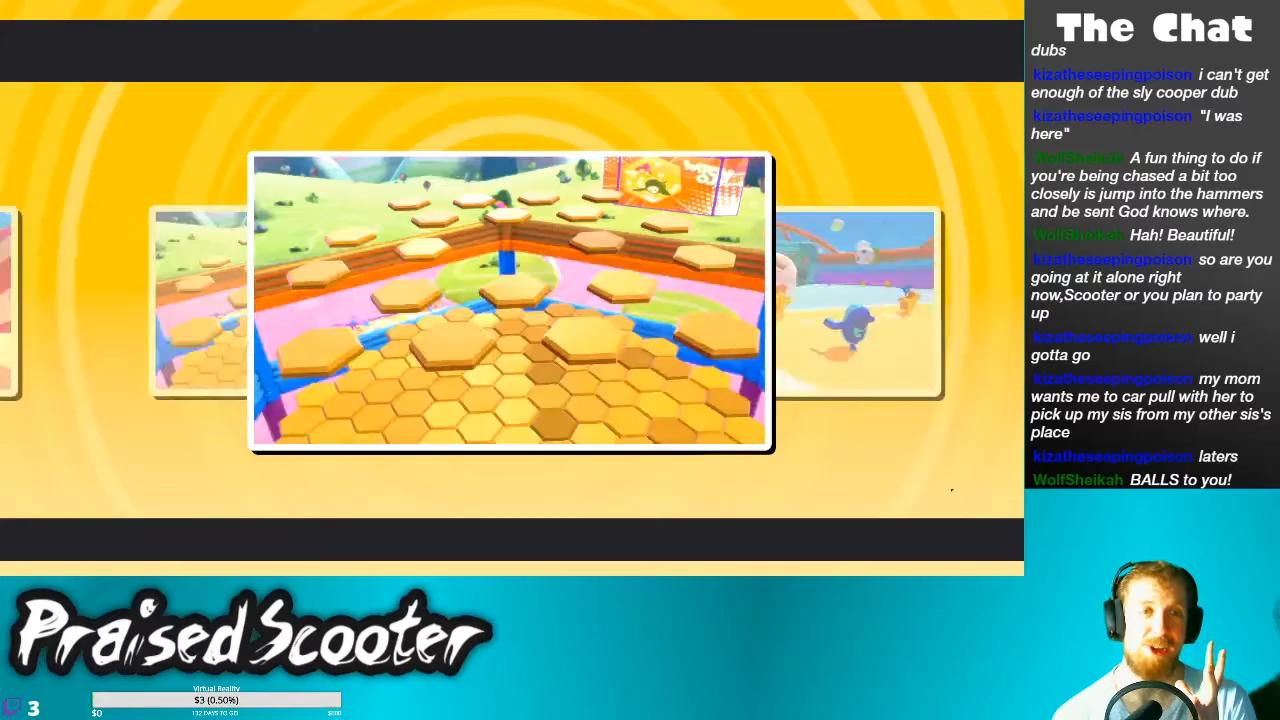 The Chat
dubs
kizatheseepingpoison i can't get
enough of the sly cooper dub
kizatheseepingpoison "I was
here"
WolfSheikah A fun thing to do if
you're being chased a bit too
closely is jump into the hammers
and be sent God knows where.
WolfSheikah Hah! Beautiful!
kizatheseepingpoison so are you
going at it alone right
now,Scooter or you plan to party
up
kizatheseepingpoison well i
gotta go
kizatheseepingpoison my mom
wants me to car pull with her to
pick up my sis from my other sis's
place
kizatheseepingpoison laters
WolfSheikah BALLS to you!
PraisedScooter
Virtual Reality
$3 (0.50%)
$0
132 DAYS TO GO
3